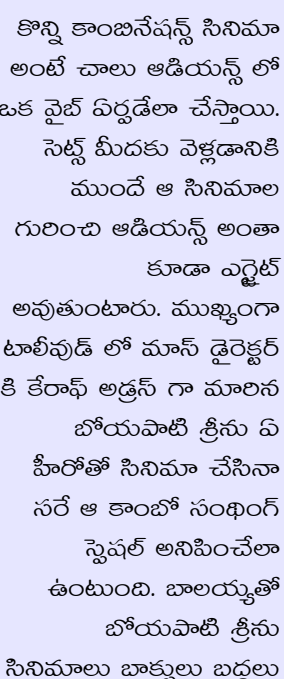 కొన్ని కాంబినేషన్స్ సినిమా
అంటే చాలు ఆడియన్స్ లో
ఒక వైబ్ ఏర్పడేలా చేస్తాయి.
సెట్స్ మీదకు వెళ్లడానికి
ముందే ఆ సినిమాల
గురించి ఆడియన్స్ అంతా
కూడా ఎగ్జైట్
అవుతుంటారు. ముఖ్యంగా
టాలీవుడ్ లో మాస్ డైరెక్టర్
కి కేరాఫ్ అడ్రస్ గా మారిన
బోయపాటి శ్రీను ఏ
హీరోతో సినిమా చేసినా
సరే ఆ కాంబో సంథింగ్
స్పెషల్ అనిపించేలా
ఉంటుంది. బాలయ్యతో
బోయపాటి శ్రీను
సినిమాలు బాక్సులు బద్దలు